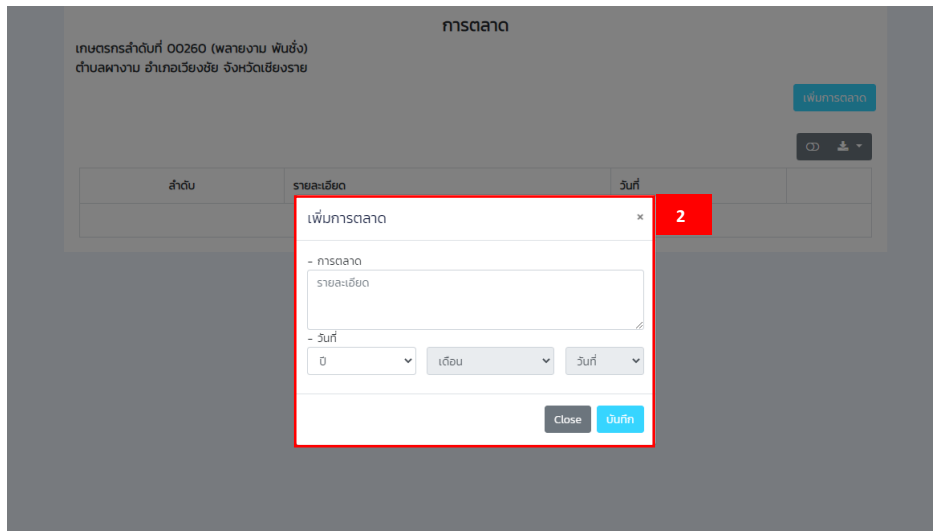 การตลาด
เกษตรกรลำดับที่ 00260 (พลายงาม พันชั่ง)
ตำบลผางาม อำเภอเวียงชัย จังหวัดเชียงราย
เพิ่มการตลาด
ลำดับ รายละเอียด วันที่
เพิ่มการตลาด × 2
- การตลาด
รายละเอียด
- วันที่
ปี เดือน วันที่
Close บันทึก